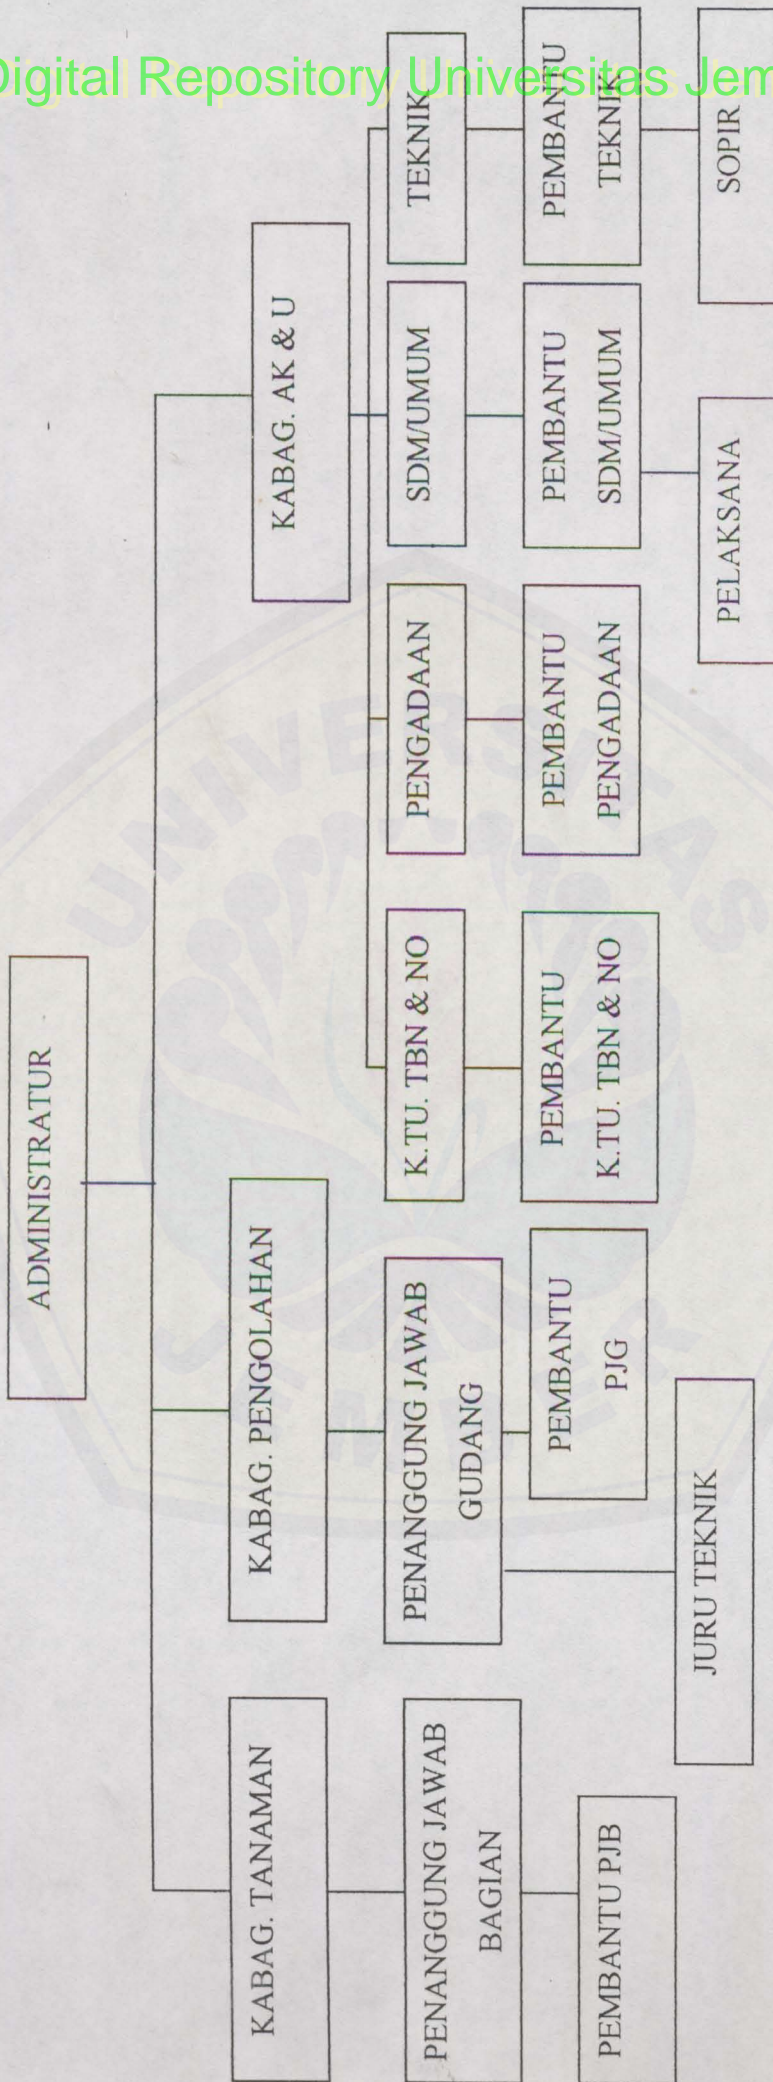 Digital Repository Universitas Jem
ADMINISTRATUR
KABAG. TANAMAN
KABAG. PENGOLAHAN
KABAG. AK & U
PENANGGUNG JAWAB
BAGIAN
PENANGGUNG JAWAB
GUDANG
K.TU. TBN & NO
PENGADAAN
SDM/UMUM
TEKNIK
PEMBANTU PJB
PEMBANTU
PJG
PEMBANTU
K.TU. TBN & NO
PEMBANTU
PENGADAAN
PEMBANTU
SDM/UMUM
PEMBANTU
TEKNIK
JURU TEKNIK
PELAKSANA
SOPIR
UNIVERSITAS
JEMBER